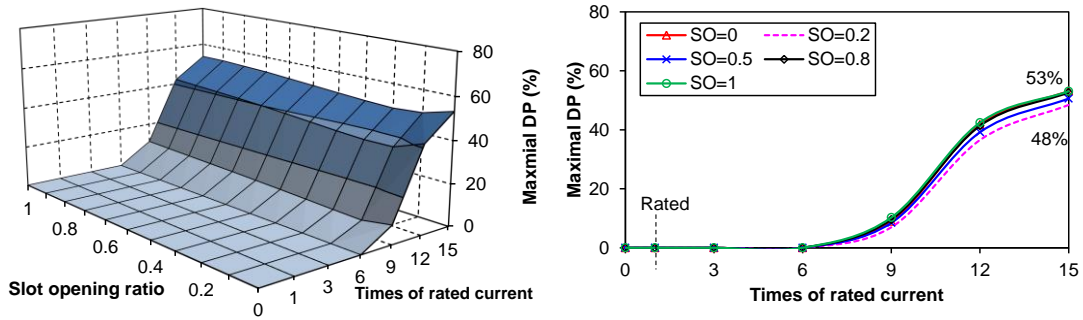 80
60
40
20
0
Maxmial DP (%)
1
0.8
0.6
0.4
0.2
0
Slot opening ratio
1
3
6
9
12
15
Times of rated current
80
60
40
20
0
Maximal DP (%)
SO=0
SO=0.2
SO=0.5
SO=0.8
SO=1
53%
48%
Rated
0
3
6
9
12
15
Times of rated current